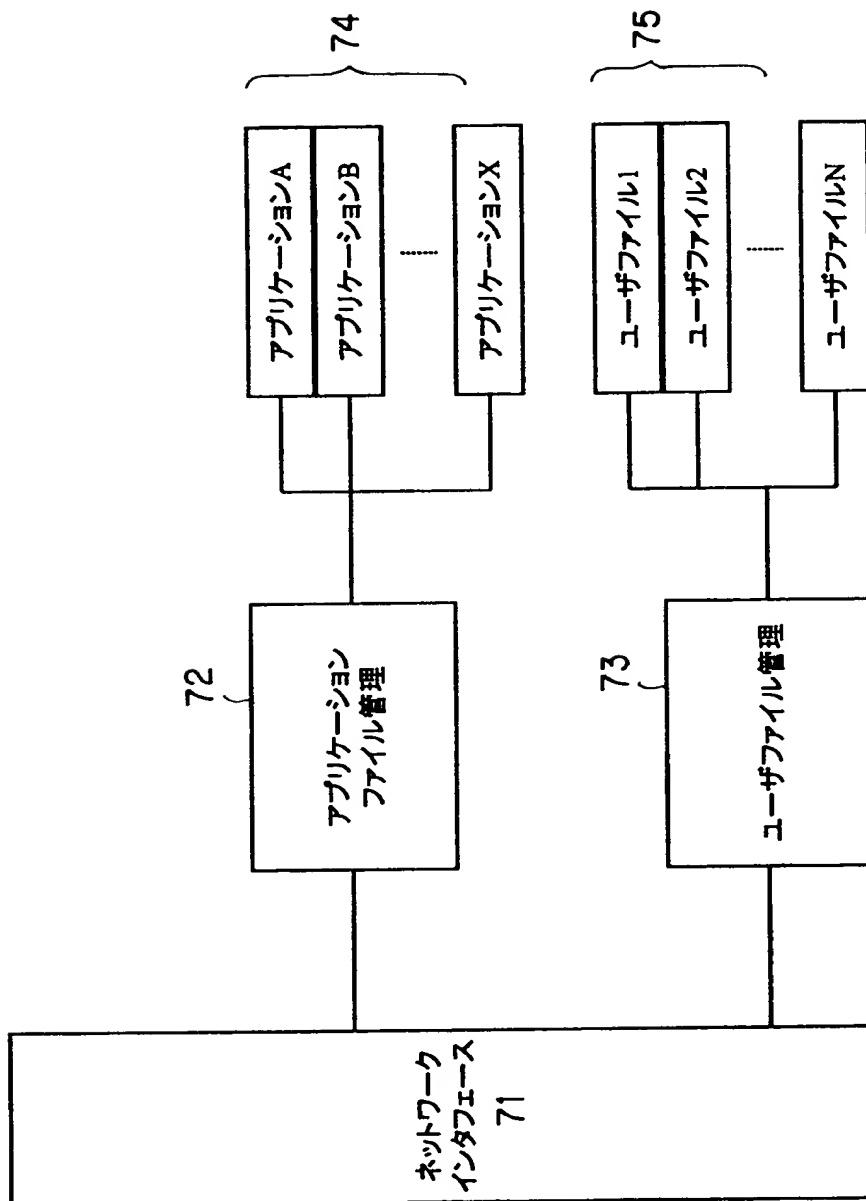 ネットワーク
インタフェース
71
72
アプリケーション
ファイル管理
アプリケーションA
アプリケーションB
アプリケーションX
74
73
ユーザファイル管理
ユーザファイル1
ユーザファイル2
ユーザファイルN
75